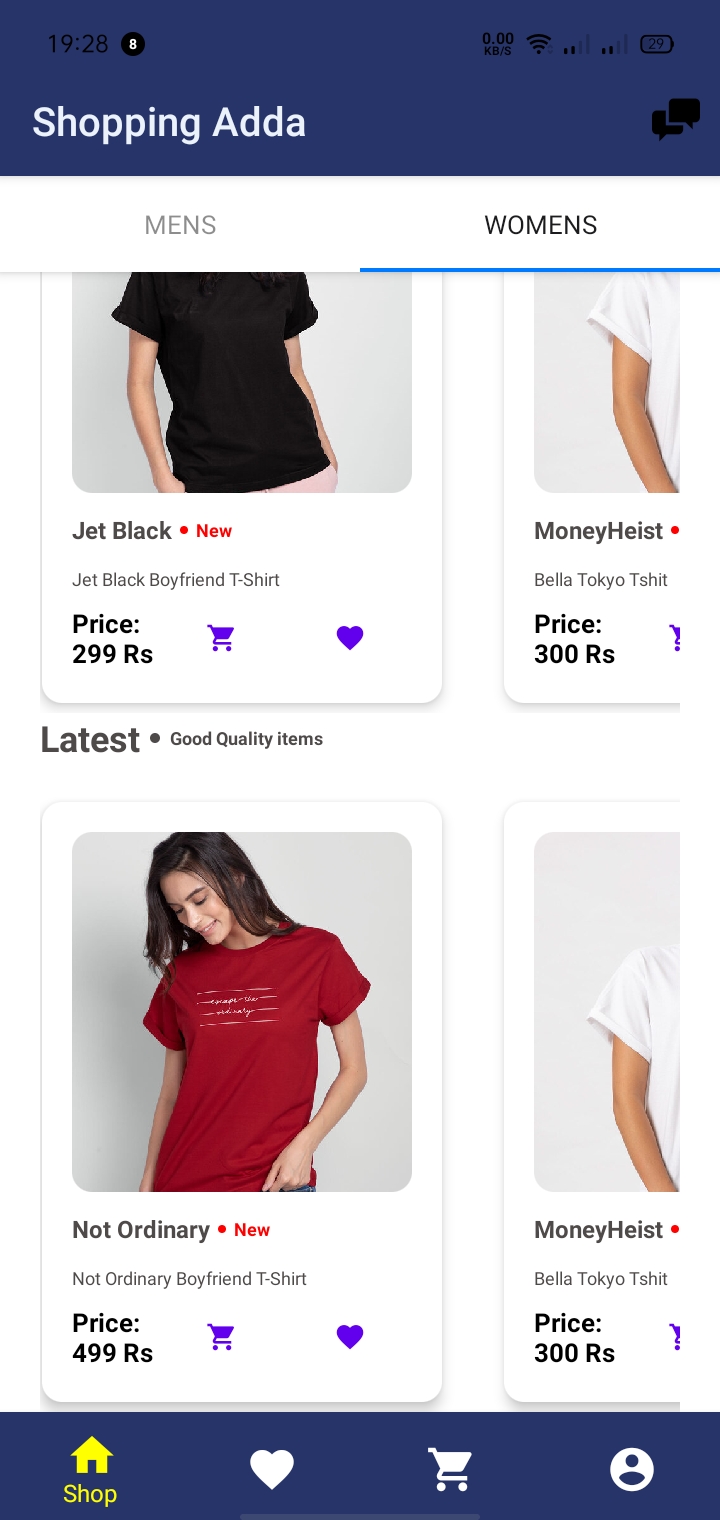 19:28 8 0.00 KB/S 29
Shopping Adda
MENS WOMENS
Jet Black • New
Jet Black Boyfriend T-Shirt
Price:
299 Rs
MoneyHeist •
Bella Tokyo Tshit
Price:
300 Rs
Latest • Good Quality items
escape the
ordinary
Not Ordinary • New
Not Ordinary Boyfriend T-Shirt
Price:
499 Rs
MoneyHeist •
Bella Tokyo Tshit
Price:
300 Rs
Shop